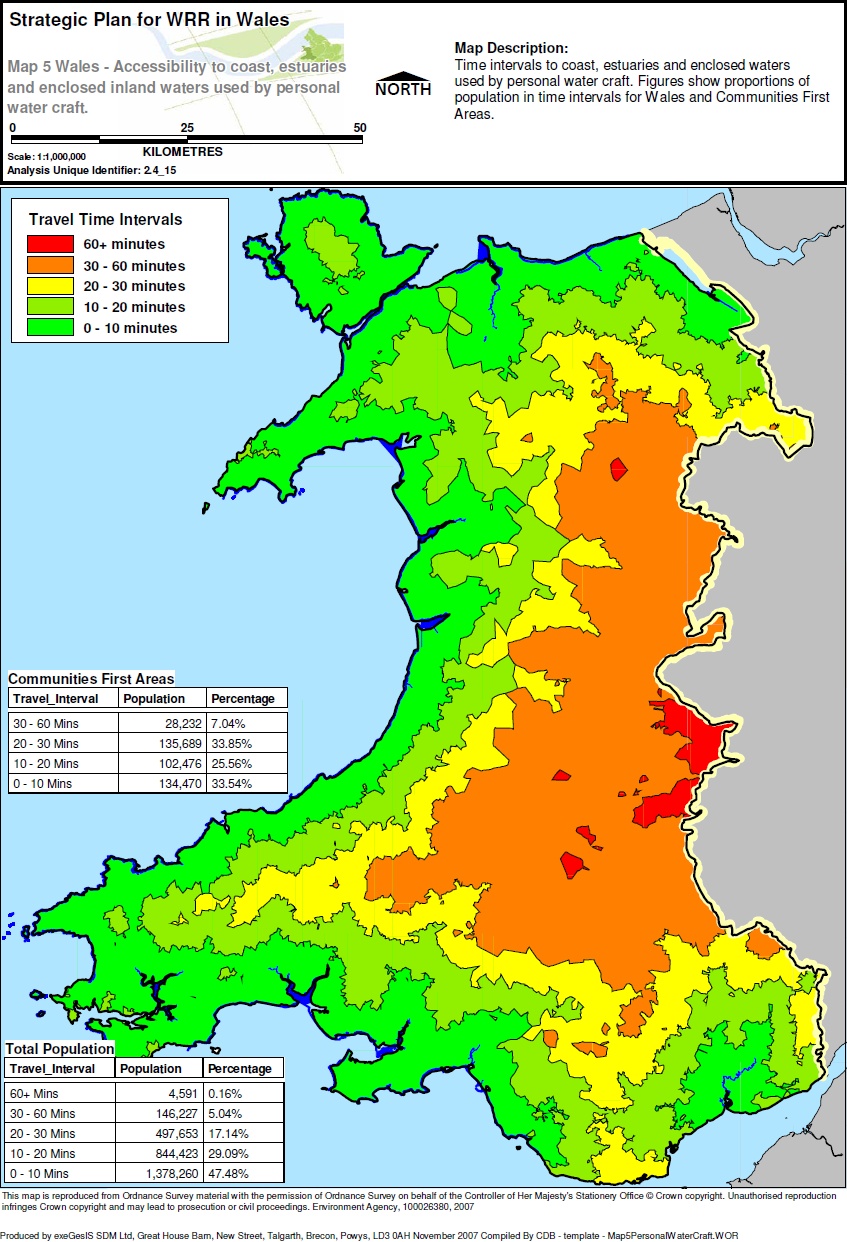 Strategic Plan for WRR in Wales
Map 5 Wales - Accessibility to coast, estuaries
and enclosed inland waters used by personal
water craft.
0 25 50
KILOMETRES
Scale: 1:1,000,000
Analysis Unique Identifier: 2.4_15
NORTH
Map Description:
Time intervals to coast, estuaries and enclosed waters
used by personal water craft. Figures show proportions of
population in time intervals for Wales and Communities First
Areas.
Travel Time Intervals
60+ minutes
30 - 60 minutes
20 - 30 minutes
10 - 20 minutes
0 - 10 minutes
Communities First Areas
Travel_Interval Population Percentage
30 - 60 Mins 28,232 7.04%
20 - 30 Mins 135,689 33.85%
10 - 20 Mins 102,476 25.56%
0 - 10 Mins 134,470 33.54%
Total Population
Travel_Interval Population Percentage
60+ Mins 4,591 0.16%
30 - 60 Mins 146,227 5.04%
20 - 30 Mins 497,653 17.14%
10 - 20 Mins 844,423 29.09%
0 - 10 Mins 1,378,260 47.48%
This map is reproduced from Ordnance Survey material with the permission of Ordnance Survey on behalf of the Controller of Her Majesty's Stationery Office © Crown copyright. Unauthorised reproduction
infringes Crown copyright and may lead to prosecution or civil proceedings. Environment Agency, 100026380, 2007
Produced by exeGesIS SDM Ltd, Great House Barn, New Street, Talgarth, Brecon, Powys, LD3 0AH November 2007 Compiled By CDB - template - Map5PersonalWaterCraft.WOR